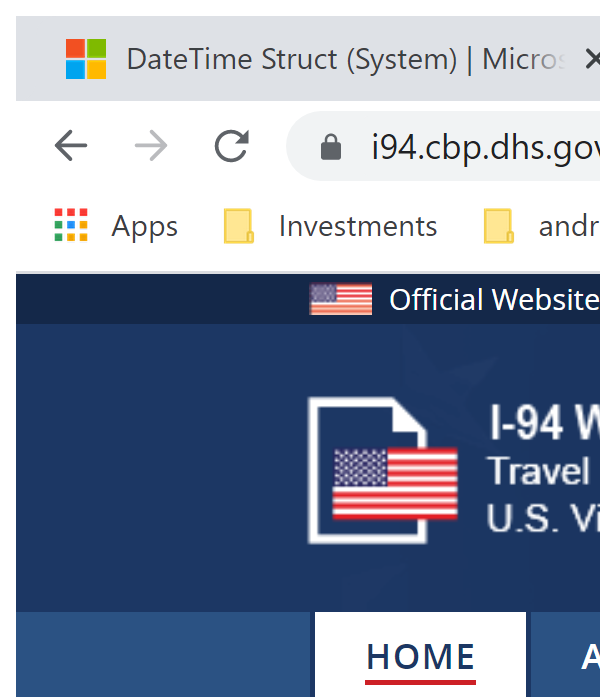 DateTime Struct (System) | Micros
i94.cbp.dhs.gov
Apps Investments andr
Official Website
I-94 W
Travel
U.S. Vi
HOME A